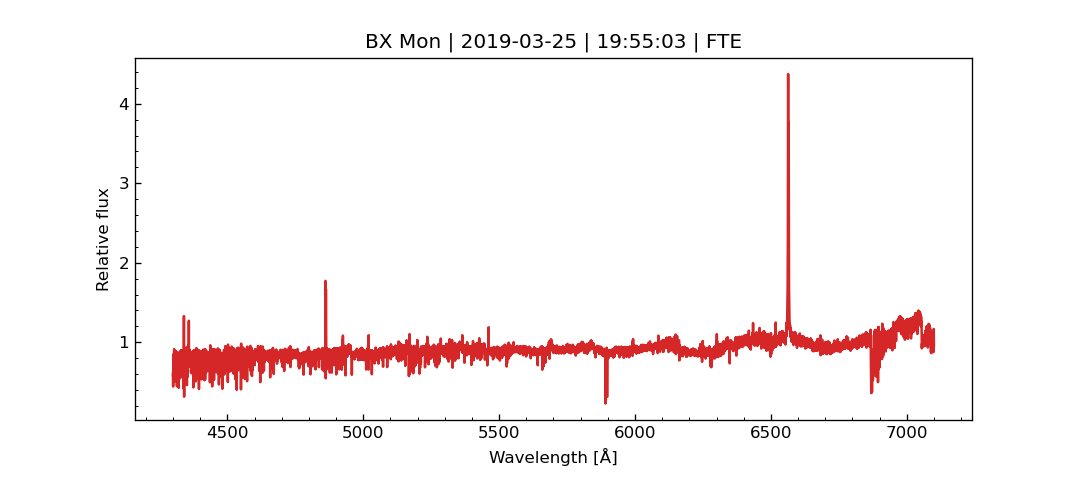 BX Mon | 2019-03-25 | 19:55:03 | FTE
4
3
2
1
Relative flux
4500 5000 5500 6000 6500 7000
Wavelength [Å]